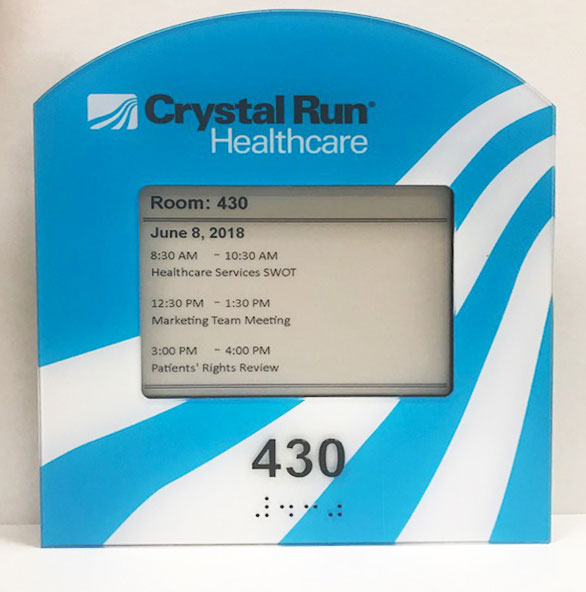 Crystal Run®
Healthcare
Room: 430
June 8, 2018
8:30 AM - 10:30 AM
Healthcare Services SWOT
12:30 PM - 1:30 PM
Marketing Team Meeting
3:00 PM - 4:00 PM
Patients' Rights Review
430
⠼⠙⠉⠚